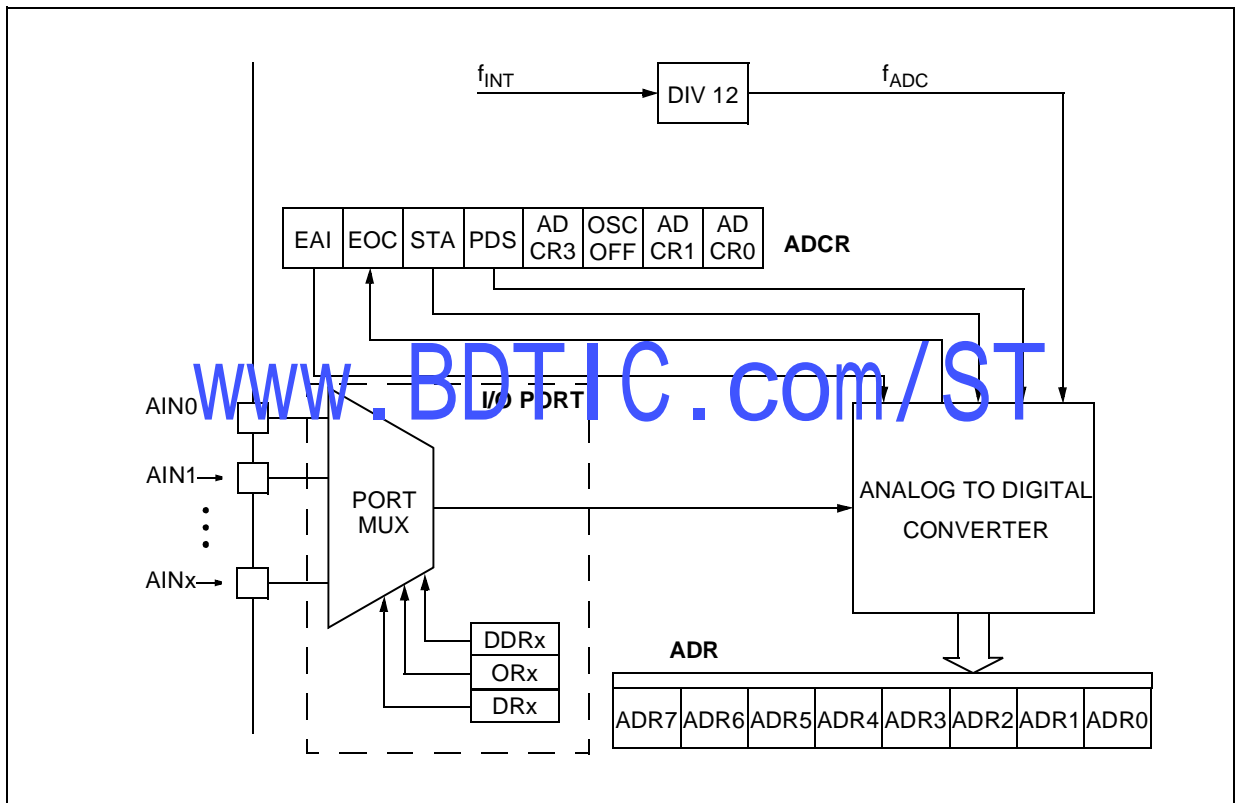 fINT
DIV 12
fADC
EAI
EOC
STA
PDS
AD
CR3
OSC
OFF
AD
CR1
AD
CR0
ADCR
www.BDTIC.com/ST
I/O PORT
AIN0
AIN1
AINx
PORT
MUX
ANALOG TO DIGITAL
CONVERTER
DDRx
ORx
DRx
ADR
ADR7
ADR6
ADR5
ADR4
ADR3
ADR2
ADR1
ADR0